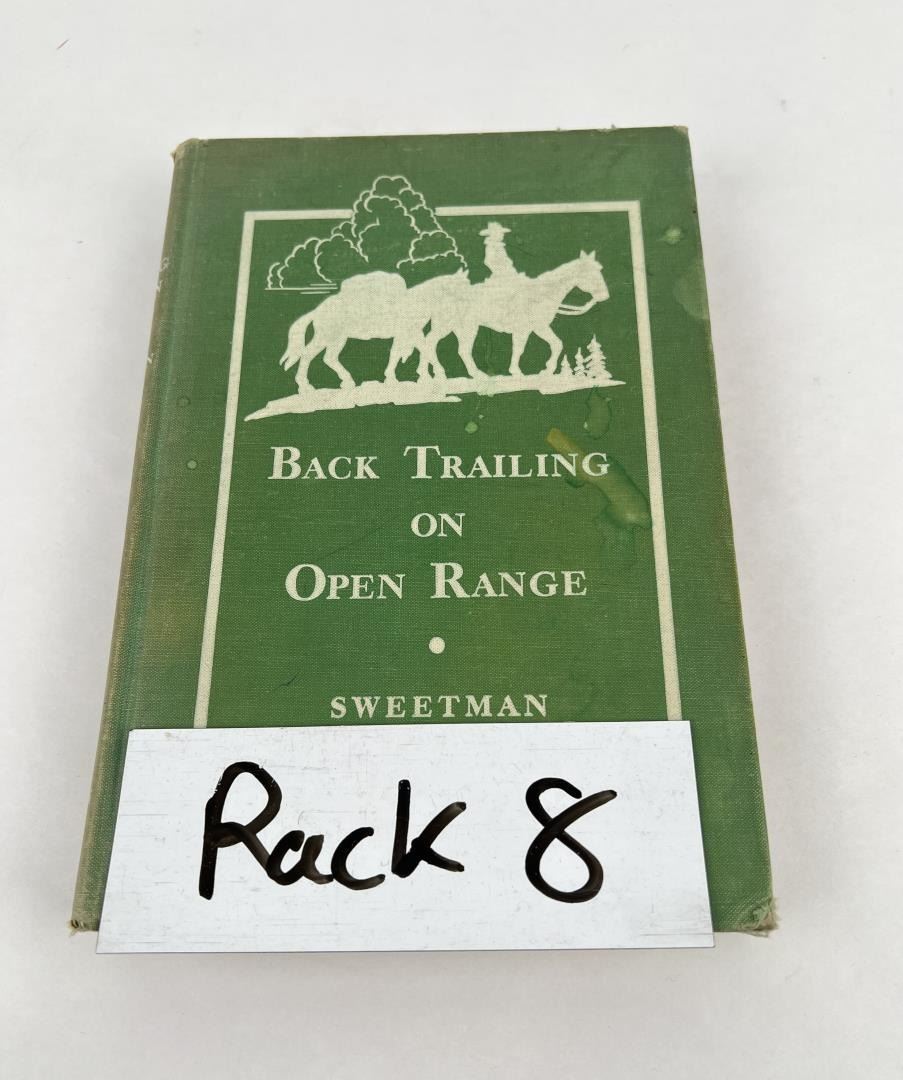 BACK TRAILING
ON
OPEN RANGE
SWEETMAN
Rack 8